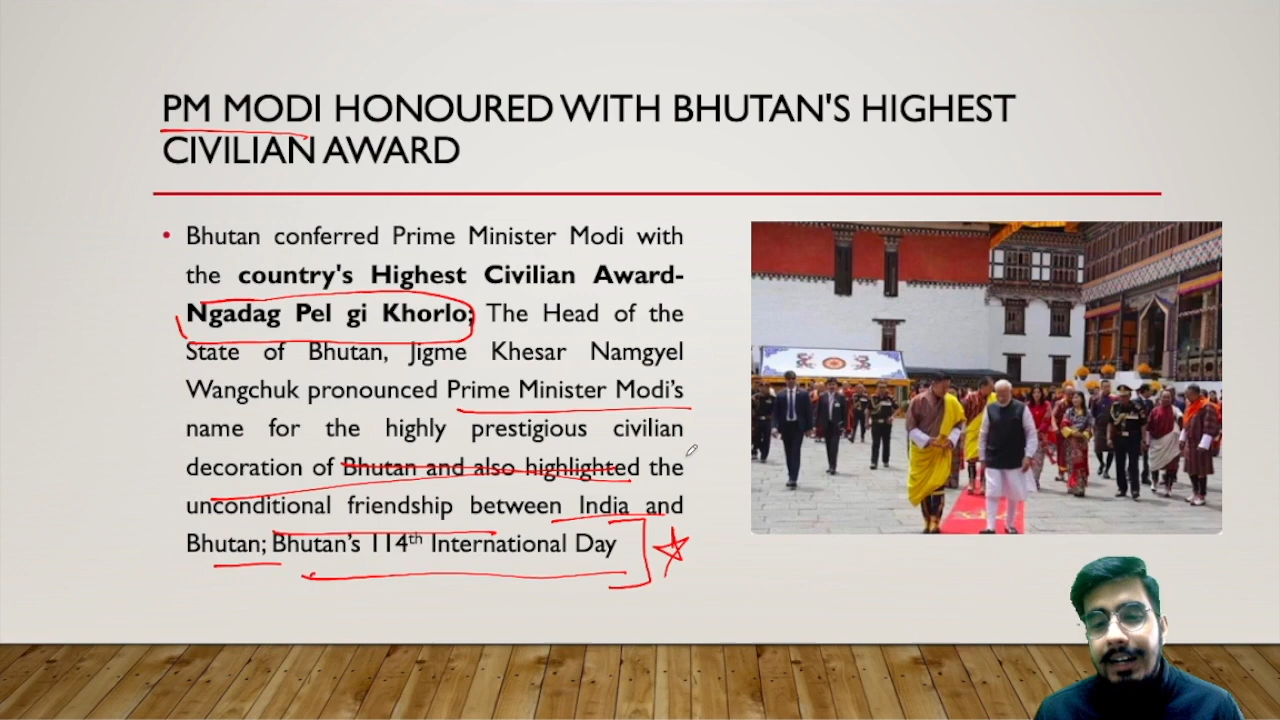 PM MODI HONOURED WITH BHUTAN'S HIGHEST
CIVILIAN AWARD
• Bhutan conferred Prime Minister Modi with
the country's Highest Civilian Award-
Ngadag Pel gi Khorlo; The Head of the
State of Bhutan, Jigme Khesar Namgyel
Wangchuk pronounced Prime Minister Modi's
name for the highly prestigious civilian
decoration of Bhutan and also highlighted the
unconditional friendship between India and
Bhutan; Bhutan's 114th International Day